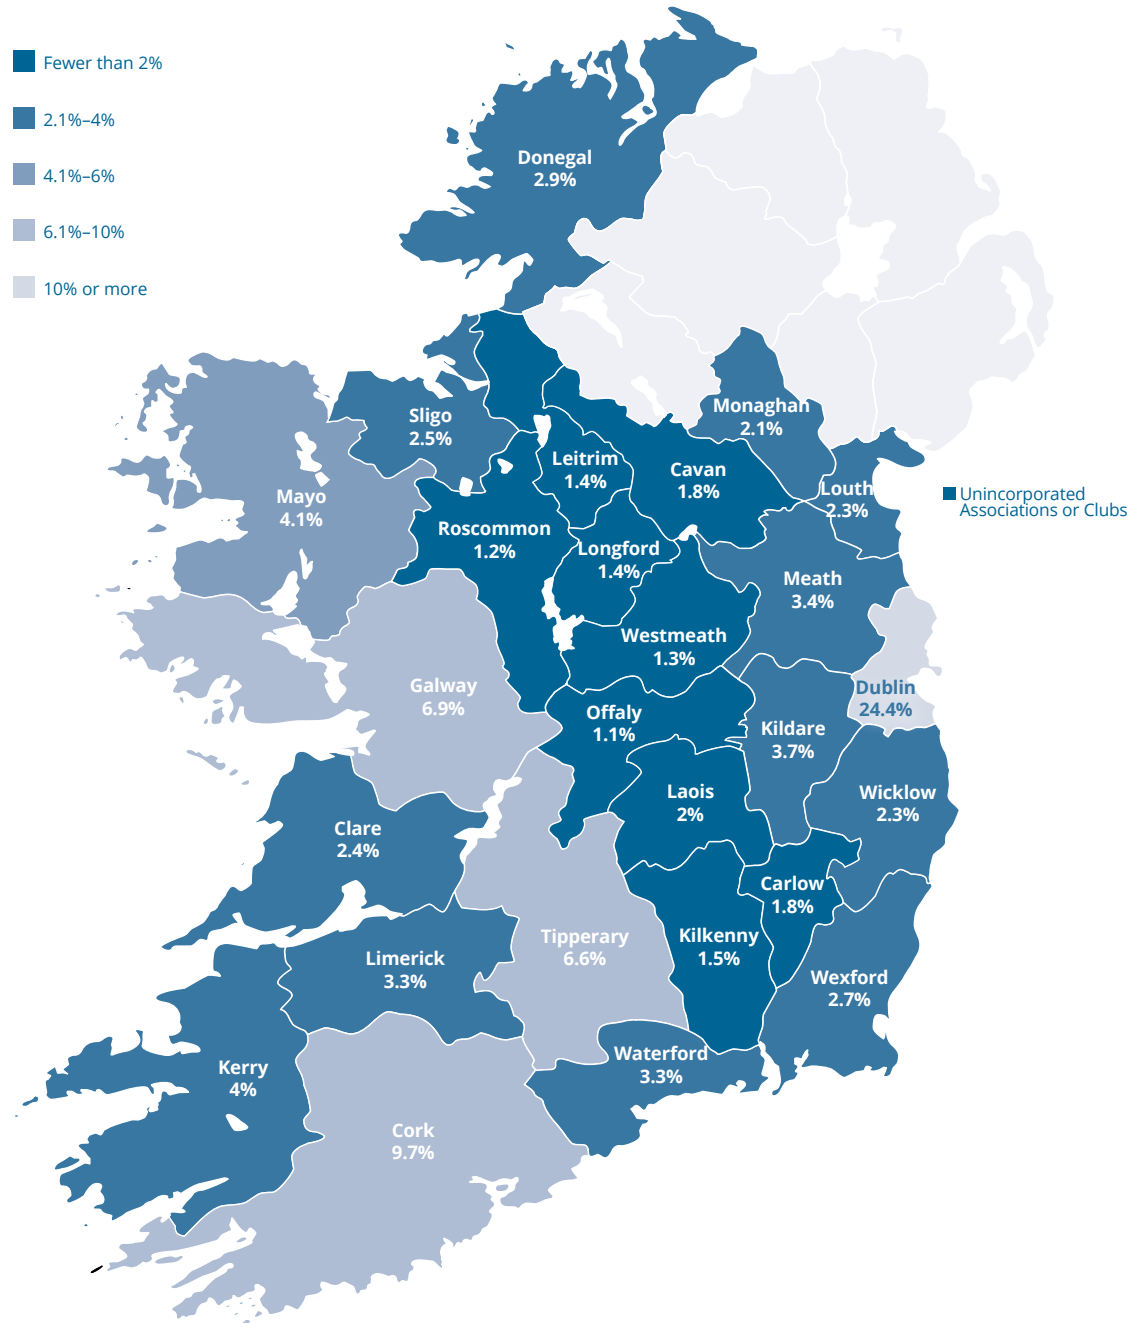 Fewer than 2%
2.1%–4%
4.1%–6%
6.1%–10%
10% or more
Donegal
2.9%
Monaghan
2.1%
Sligo
2.5%
Leitrim
1.4%
Cavan
1.8%
Louth
2.3%
Unincorporated
Associations or Clubs
Mayo
4.1%
Roscommon
1.2%
Longford
1.4%
Meath
3.4%
Westmeath
1.3%
Galway
6.9%
Dublin
24.4%
Offaly
1.1%
Kildare
3.7%
Laois
2%
Wicklow
2.3%
Clare
2.4%
Carlow
1.8%
Tipperary
6.6%
Kilkenny
1.5%
Limerick
3.3%
Wexford
2.7%
Waterford
3.3%
Kerry
4%
Cork
9.7%